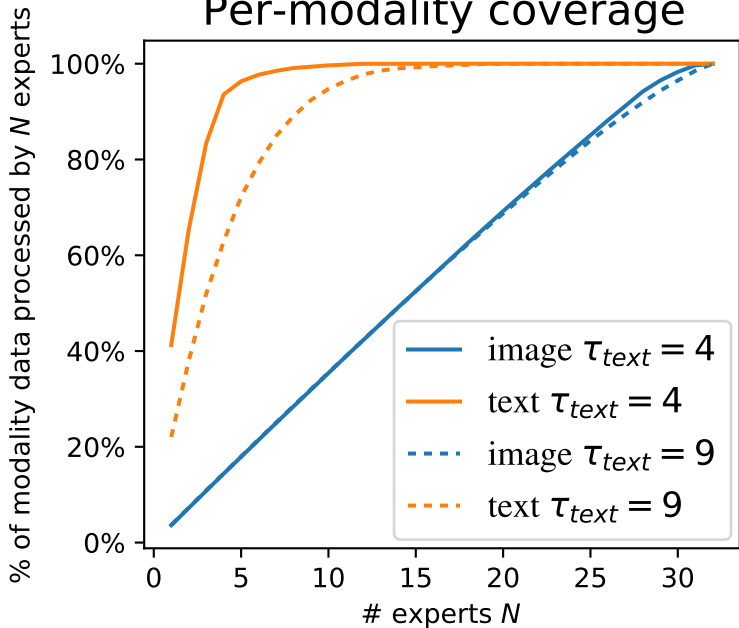 Per-modality coverage
% of modality data processed by N experts
100%
80%
60%
40%
20%
0%
0 5 10 15 20 25 30
# experts N
image τtext = 4
text τtext = 4
image τtext = 9
text τtext = 9